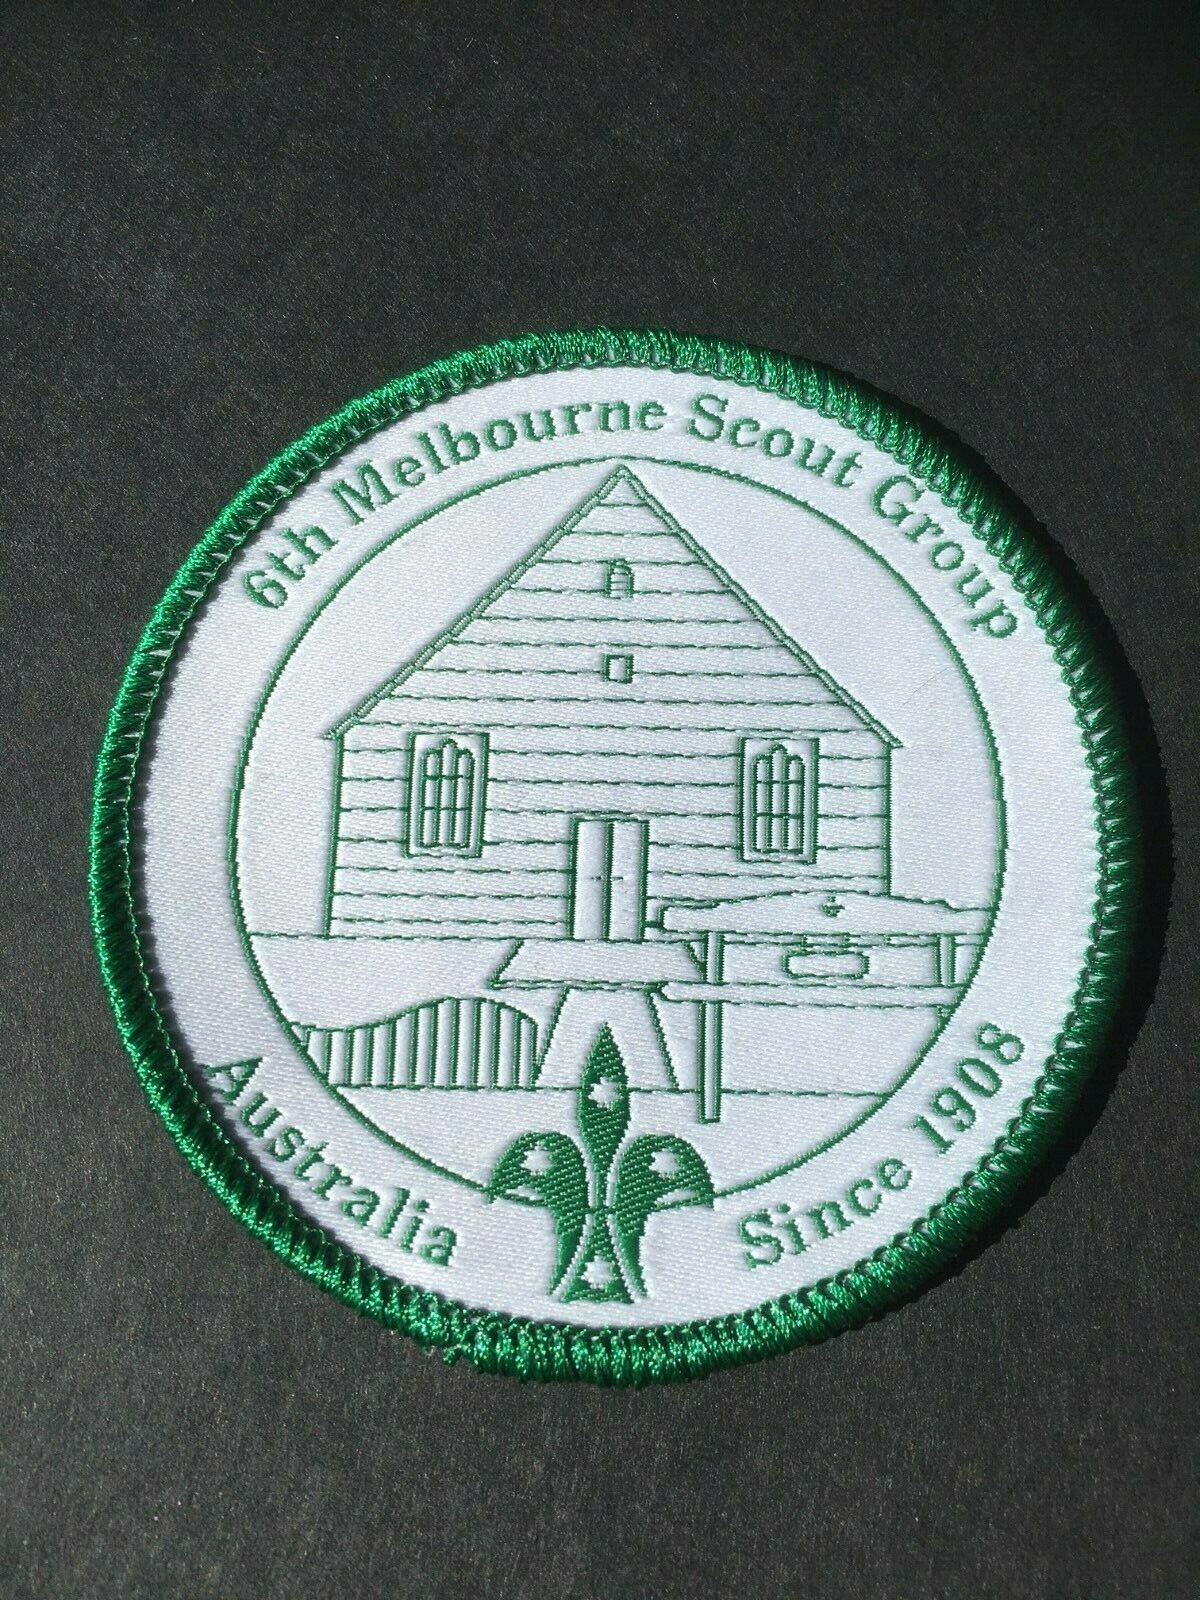 6th Melbourne Scout Group
Australia
Since 1908